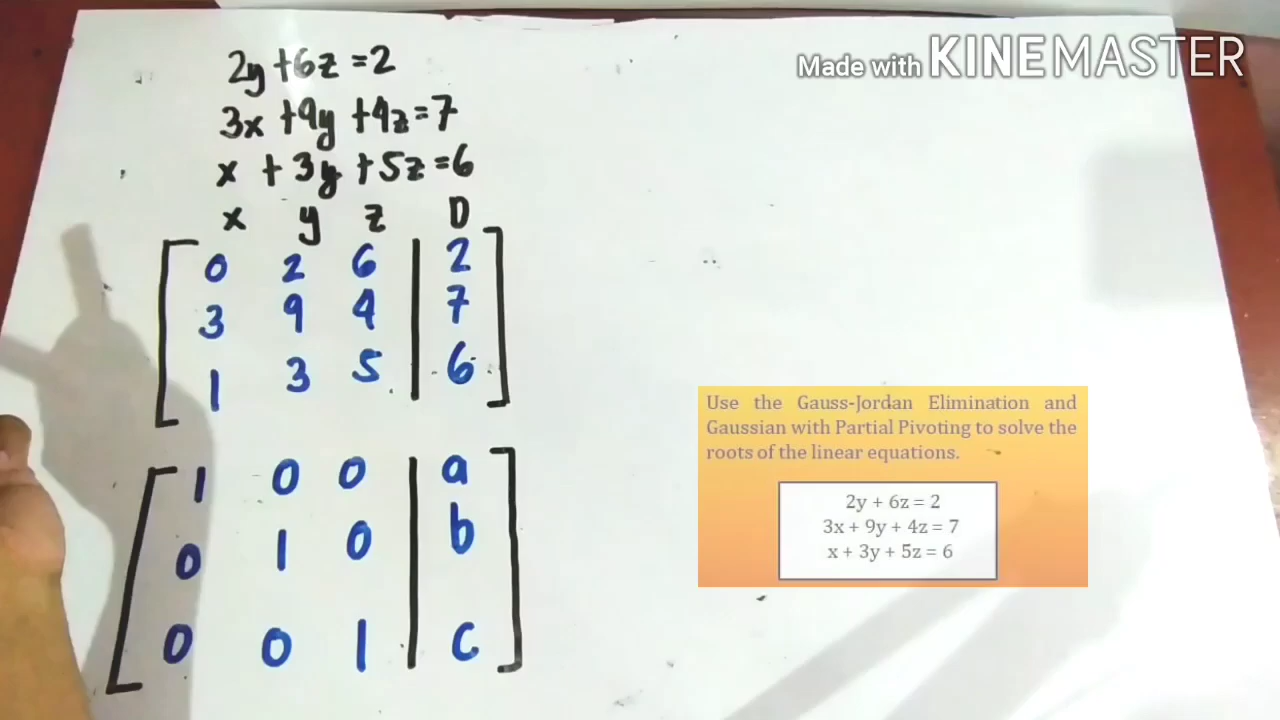 Made with KINEMASTER
2y + 6z = 2
3x + 9y + 4z = 7
x + 3y + 5z = 6
x y z D
0 2 6 2
3 9 4 7
1 3 5 6
1 0 0 a
0 1 0 b
0 0 1 c
Use the Gauss-Jordan Elimination and
Gaussian with Partial Pivoting to solve the
roots of the linear equations.
2y + 6z = 2
3x + 9y + 4z = 7
x + 3y + 5z = 6